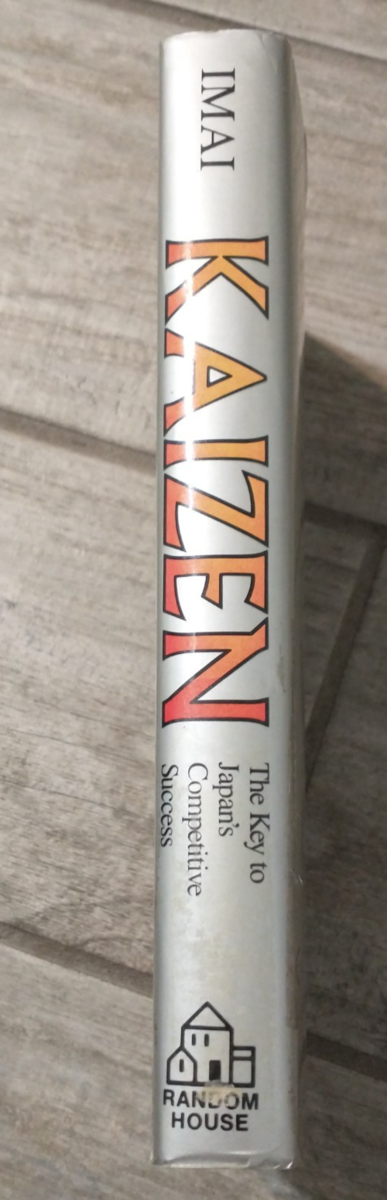 IMAI
KAIZEN
The Key to
Japan's
Competitive
Success
RANDOM
HOUSE